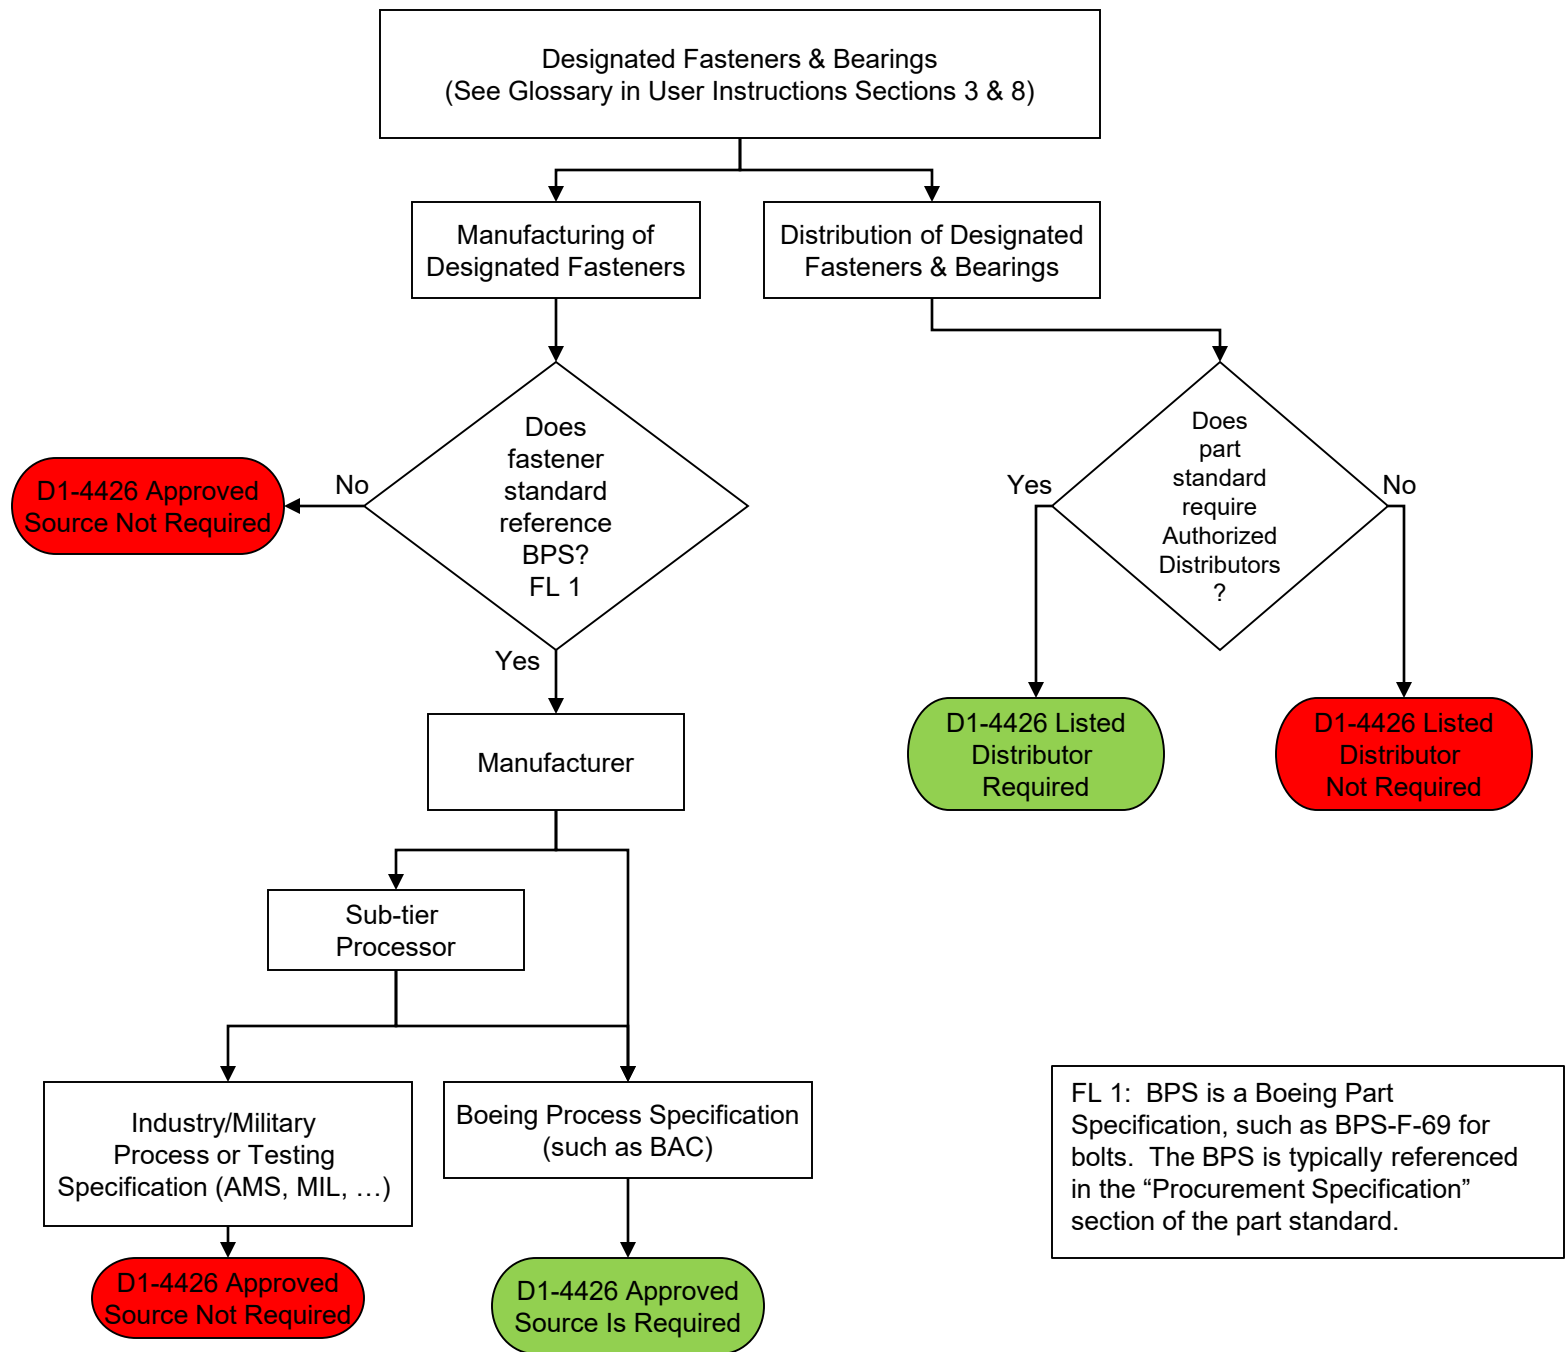 Designated Fasteners & Bearings
(See Glossary in User Instructions Sections 3 & 8)
Manufacturing of
Designated Fasteners
Distribution of Designated
Fasteners & Bearings
Does
fastener
standard
reference
BPS?
FL 1
No
D1-4426 Approved
Source Not Required
Yes
Does
part
standard
require
Authorized
Distributors
?
Yes
No
D1-4426 Listed
Distributor
Required
D1-4426 Listed
Distributor
Not Required
Manufacturer
Sub-tier
Processor
Industry/Military
Process or Testing
Specification (AMS, MIL, …)
Boeing Process Specification
(such as BAC)
D1-4426 Approved
Source Not Required
D1-4426 Approved
Source Is Required
FL 1:  BPS is a Boeing Part
Specification, such as BPS-F-69 for
bolts.  The BPS is typically referenced
in the “Procurement Specification”
section of the part standard.